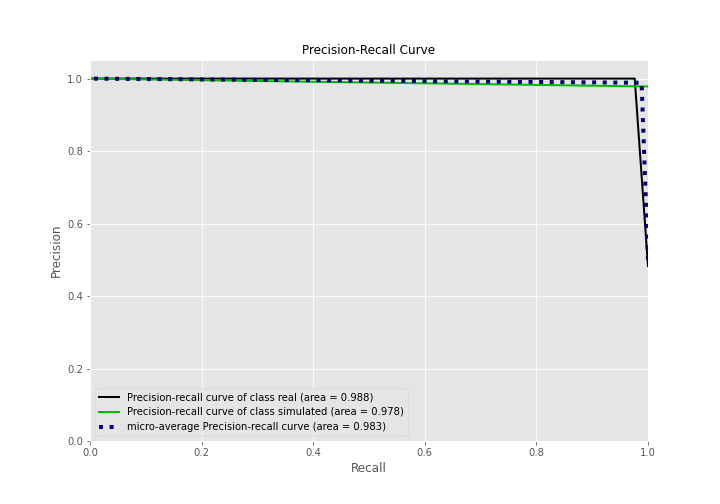 Precision-Recall Curve
1.0
0.8
0.6
0.4
0.2
0.0
Precision
Precision-recall curve of class real (area = 0.988)
Precision-recall curve of class simulated (area = 0.978)
micro-average Precision-recall curve (area = 0.983)
0.0 0.2 0.4 0.6 0.8 1.0
Recall